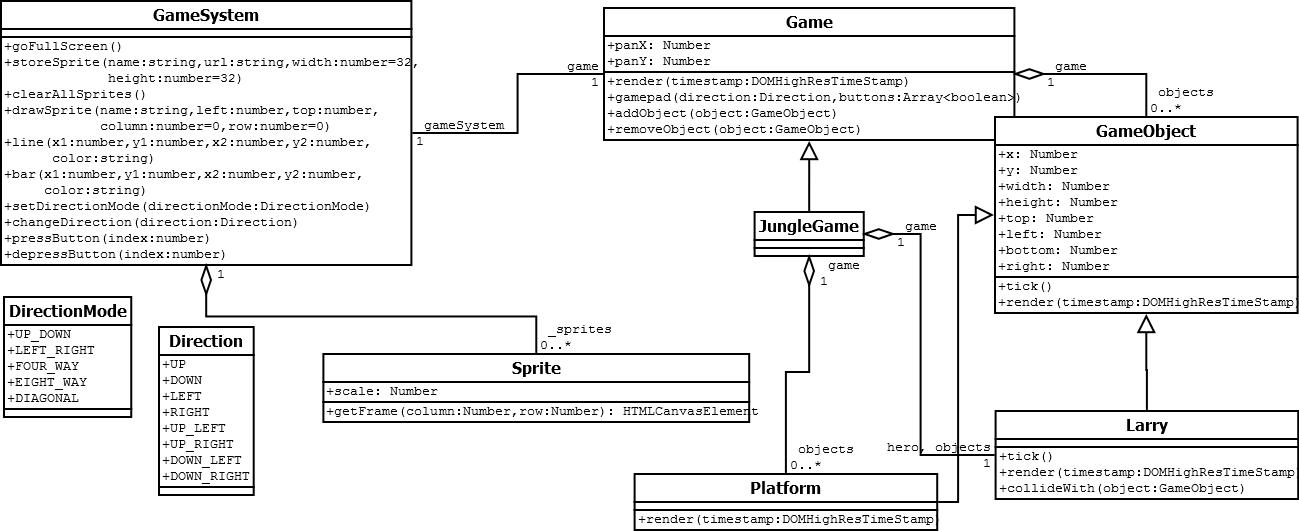 GameSystem
+goFullScreen()
+storeSprite(name:string,url:string,width:number=32,
height:number=32)
+clearAllSprites()
+drawSprite(name:string,left:number,top:number,
column:number=0,row:number=0)
+line(x1:number,y1:number,x2:number,y2:number,
color:string)
+bar(x1:number,y1:number,x2:number,y2:number,
color:string)
+setDirectionMode(directionMode:DirectionMode)
+changeDirection(direction:Direction)
+pressButton(index:number)
+depressButton(index:number)
gameSystem
1
game
1
Game
+panX: Number
+panY: Number
+render(timestamp:DOMHighResTimeStamp)
+gamepad(direction:Direction,buttons:Array<boolean>)
+addObject(object:GameObject)
+removeObject(object:GameObject)
game
1
objects
0..*
GameObject
+x: Number
+y: Number
+width: Number
+height: Number
+top: Number
+left: Number
+bottom: Number
+right: Number
+tick()
+render(timestamp:DOMHighResTimeStamp)
JungleGame
game
1
game
1
1
_sprites
0..*
DirectionMode
+UP_DOWN
+LEFT_RIGHT
+FOUR_WAY
+EIGHT_WAY
+DIAGONAL
Direction
+UP
+DOWN
+LEFT
+RIGHT
+UP_LEFT
+UP_RIGHT
+DOWN_LEFT
+DOWN_RIGHT
Sprite
+scale: Number
+getFrame(column:Number,row:Number): HTMLCanvasElement
objects
0..*
hero, objects
1
Larry
+tick()
+render(timestamp:DOMHighResTimeStamp
+collideWith(object:GameObject)
Platform
+render(timestamp:DOMHighResTimeStamp